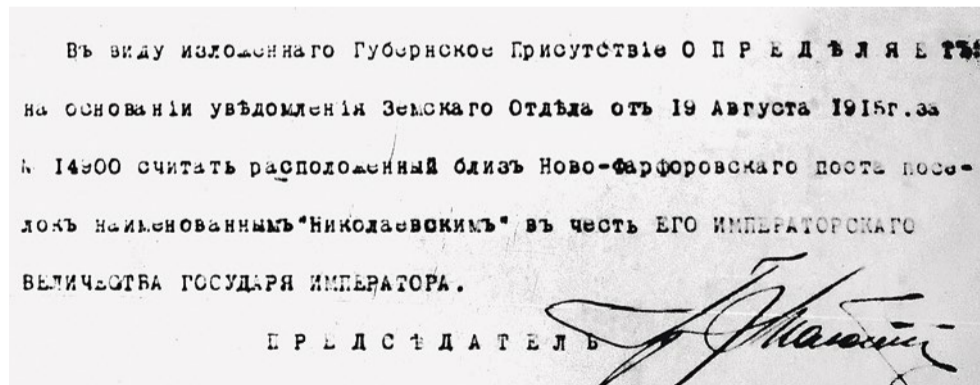 Въ виду изложеннаго Губернское Присутствіе О П Р Е Д Ѣ Л Я Е ТЪ
на основаніи увѣдомленія Земскаго Отдѣла отъ 19 Августа 1915г.за
№ 14900 считать расположенный близъ Ново-Фарфоровскаго поста посе-
локъ наименованнымъ"Николаевскимъ" въ честь ЕГО ИМПЕРАТОРСКАГО
ВЕЛИЧЕСТВА ГОСУДАРЯ ИМПЕРАТОРА.
П Р Е Д С Ѣ Д А Т Е Л Ь